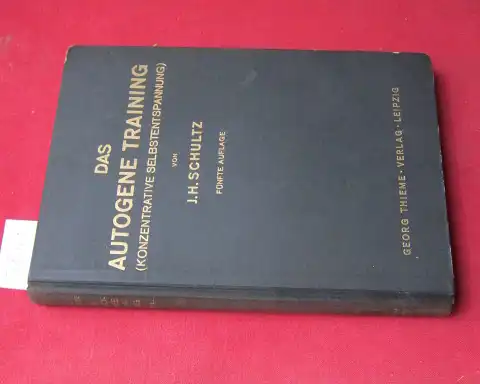 DAS
AUTOGENE TRAINING
(KONZENTRATIVE SELBSTENTSPANNUNG)
VON
J.H. SCHULTZ
FÜNFTE AUFLAGE
GEORG THIEME · VERLAG · LEIPZIG